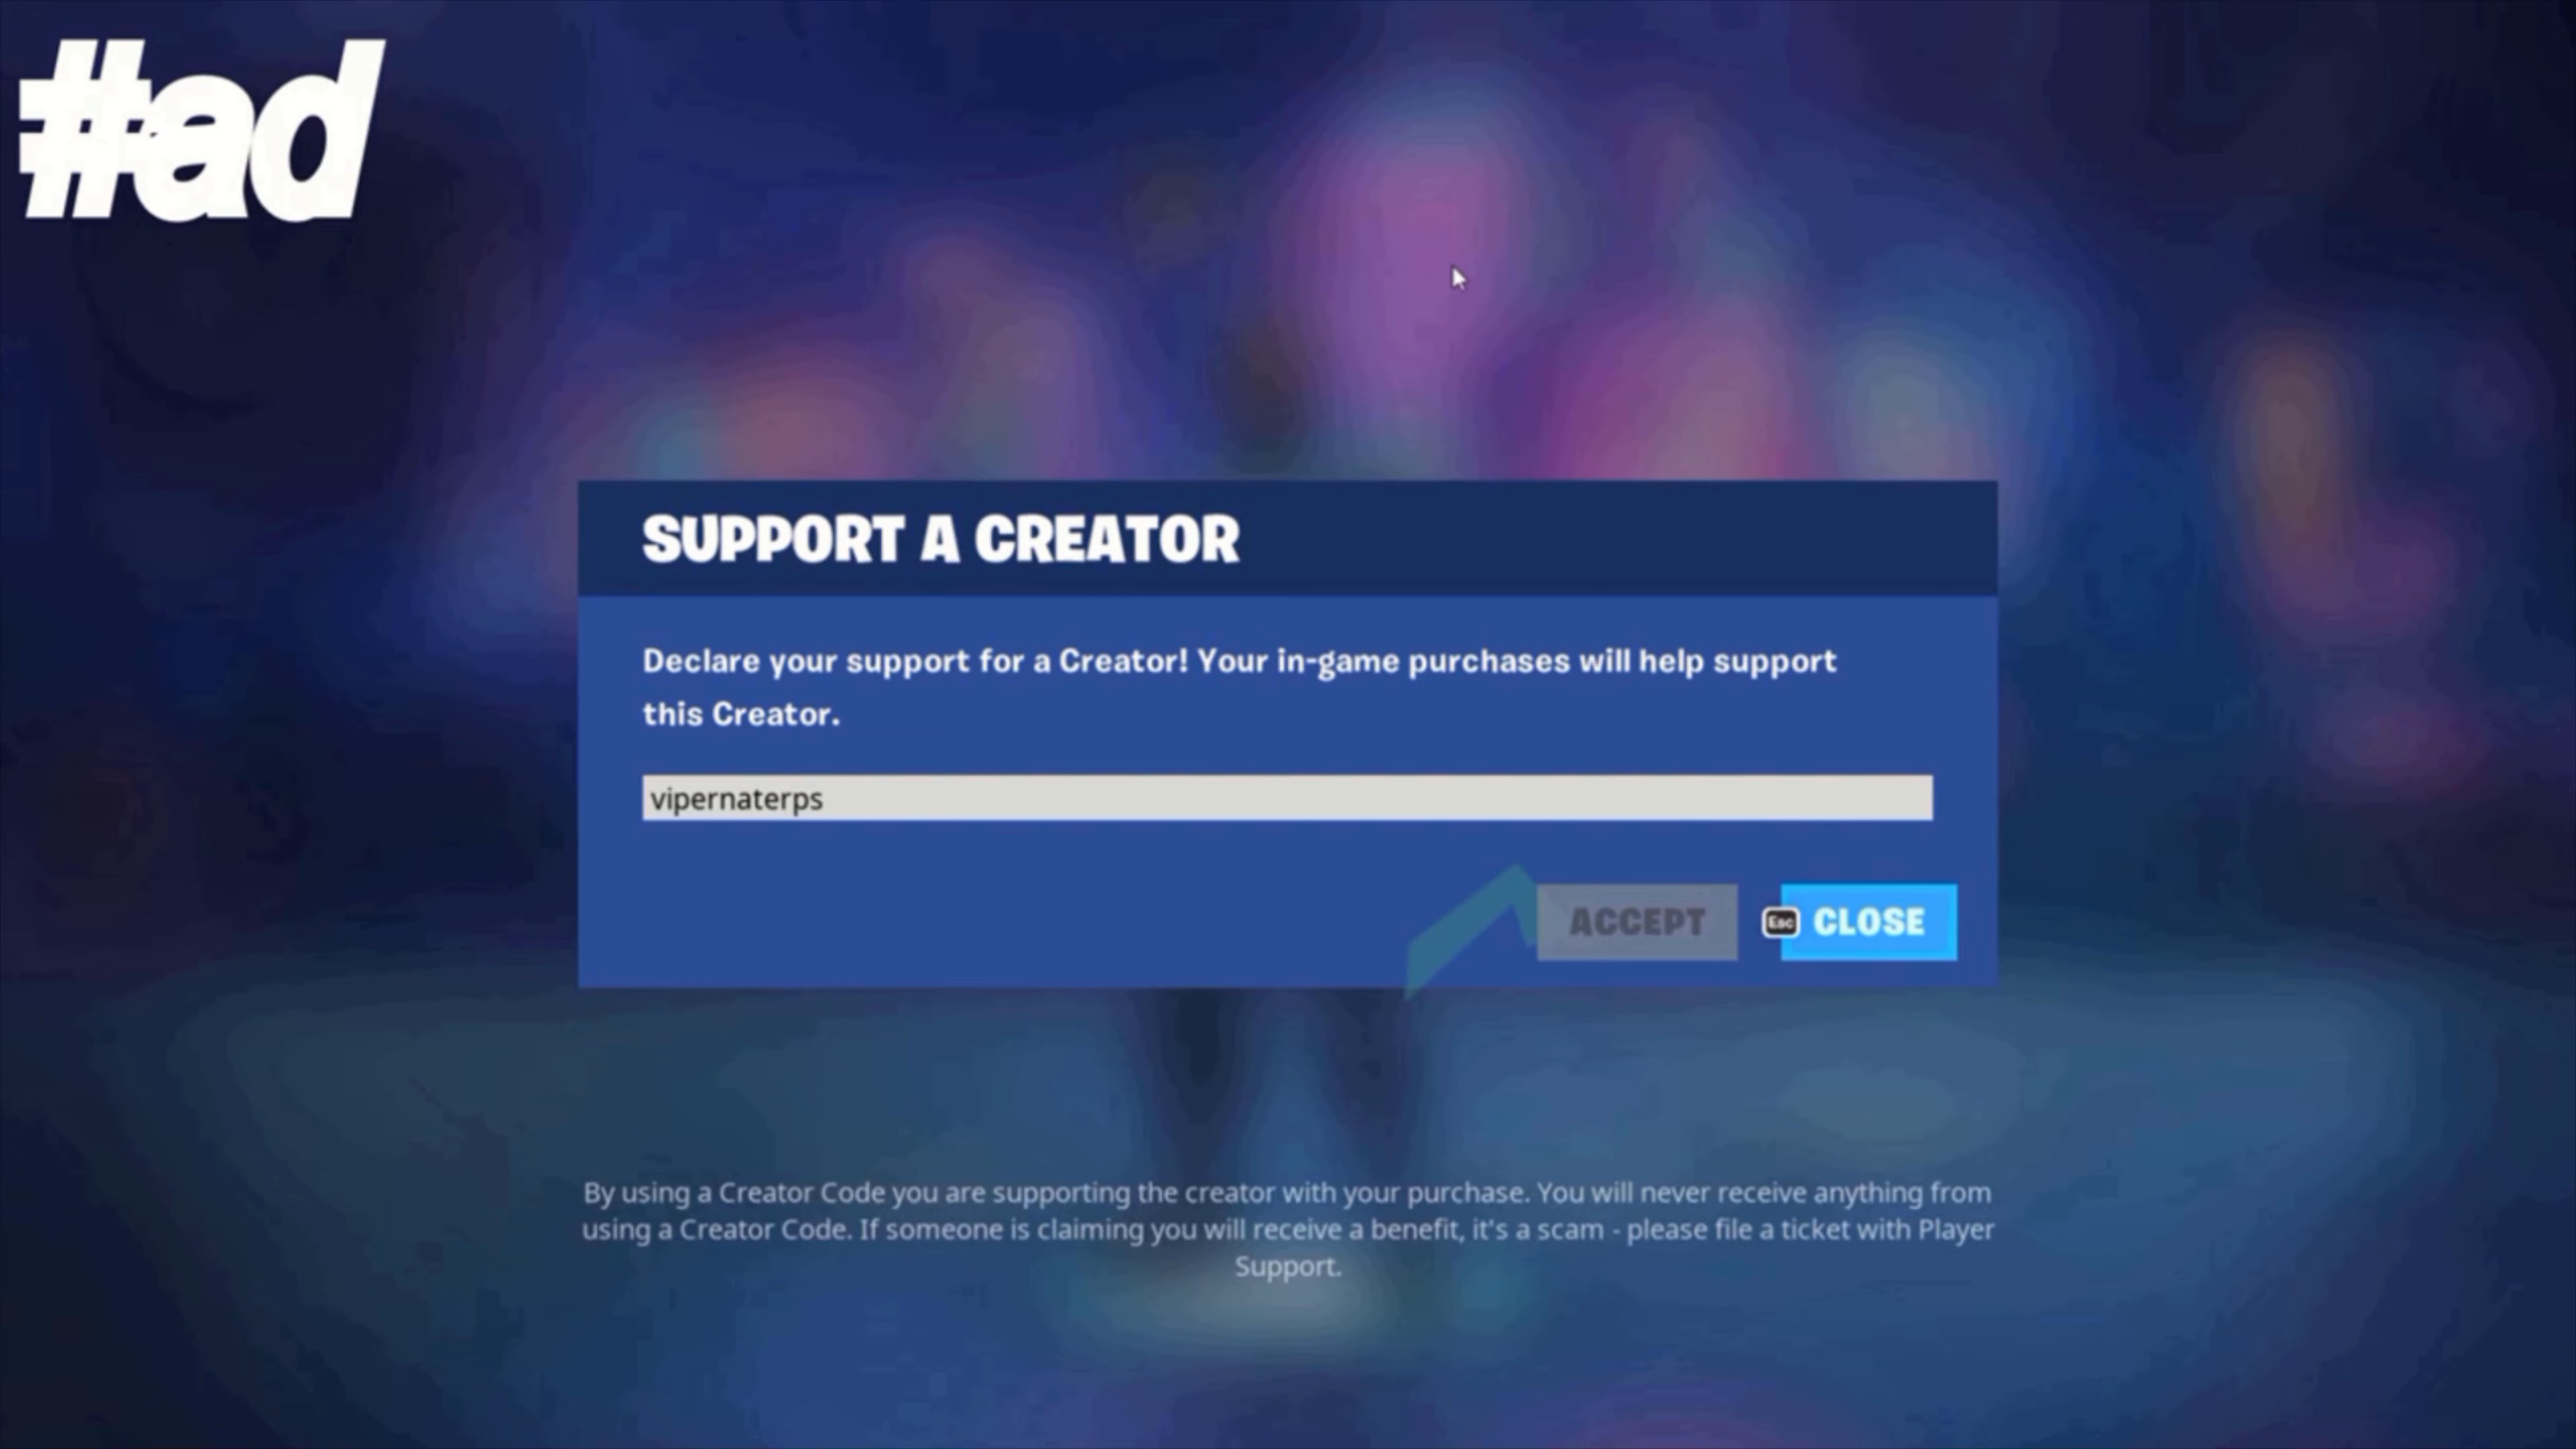 #ad
SUPPORT A CREATOR
Declare your support for a Creator! Your in-game purchases will help support
this Creator.
vipernaterps
ACCEPT
Esc CLOSE
By using a Creator Code you are supporting the creator with your purchase. You will never receive anything from
using a Creator Code. If someone is claiming you will receive a benefit, it's a scam - please file a ticket with Player
Support.